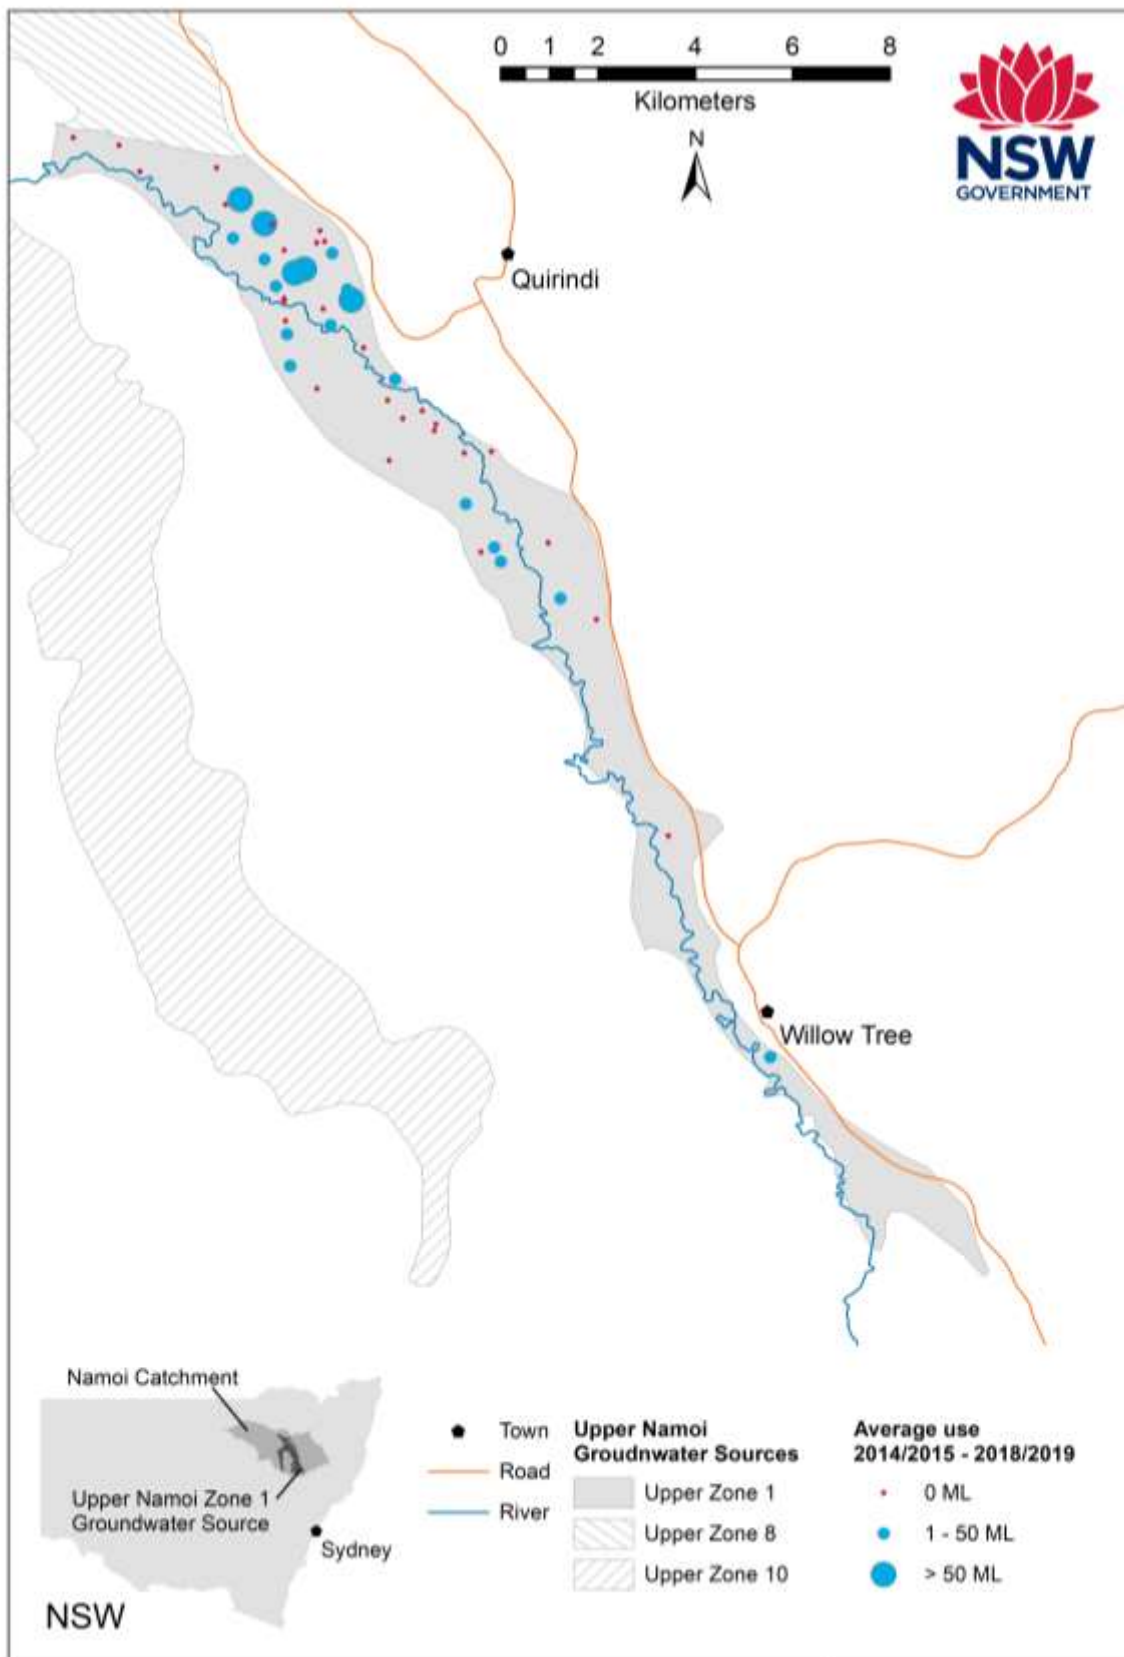 0 1 2 4 6 8
Kilometers
N
NSW
GOVERNMENT
Quirindi
Willow Tree
Namoi Catchment
Upper Namoi Zone 1
Groundwater Source
Sydney
NSW
Town
Road
River
Upper Namoi
Groudnwater Sources
Upper Zone 1
Upper Zone 8
Upper Zone 10
Average use
2014/2015 - 2018/2019
0 ML
1 - 50 ML
> 50 ML